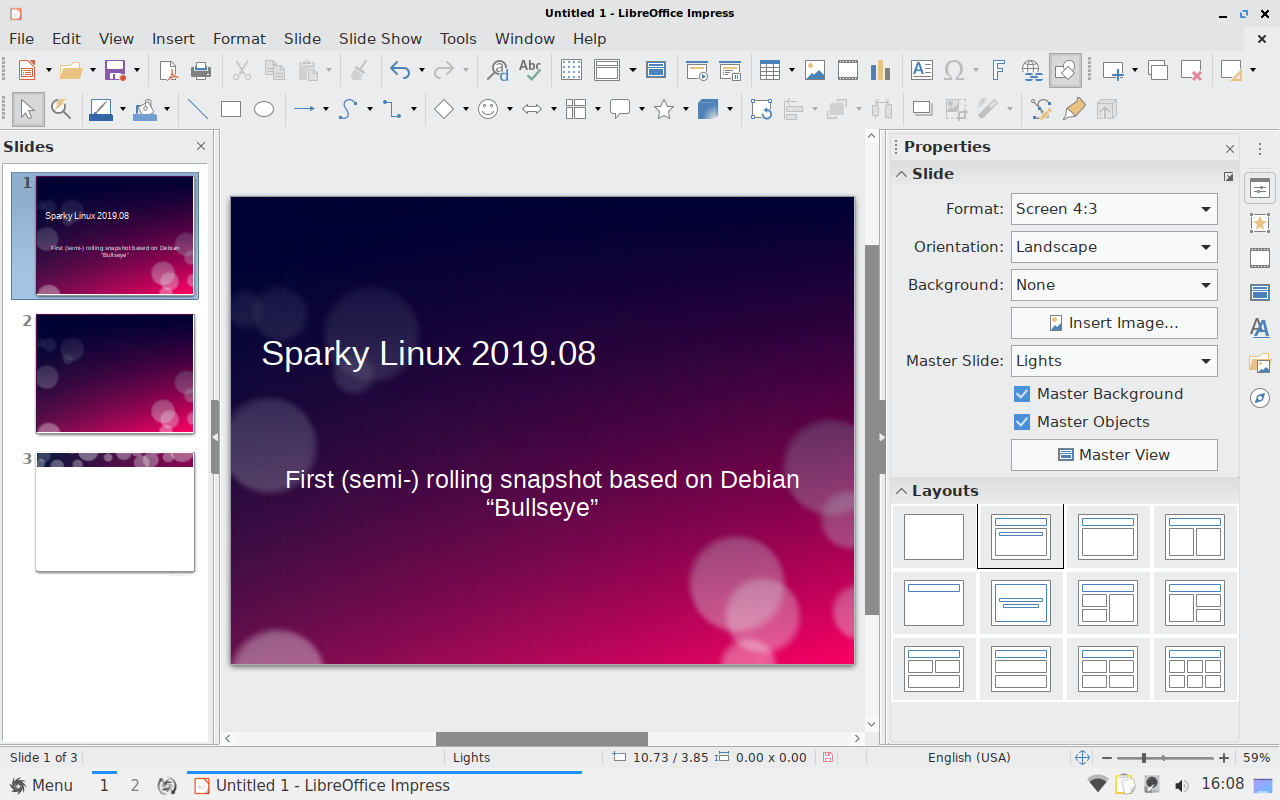 Untitled 1 - LibreOffice Impress
File Edit View Insert Format Slide Slide Show Tools Window Help
Slides
Properties
Slide
Format: Screen 4:3
Orientation: Landscape
Background: None
Insert Image...
Master Slide: Lights
Master Background
Master Objects
Master View
Layouts
1
Sparky Linux 2019.08
First (semi-) rolling snapshot based on Debian
“Bullseye”
2
3
Sparky Linux 2019.08
First (semi-) rolling snapshot based on Debian
“Bullseye”
Slide 1 of 3 Lights 10.73 / 3.85 0.00 x 0.00 English (USA) 59%
Menu 1 2 Untitled 1 - LibreOffice Impress 16:08